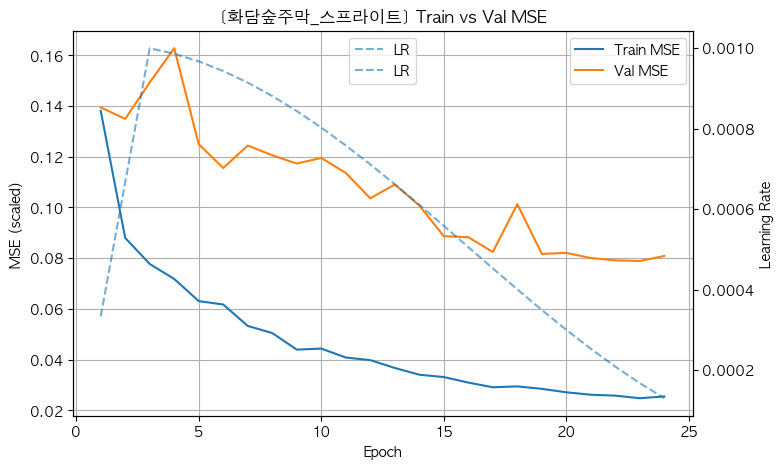 [화담숲주막_스프라이트] Train vs Val MSE
LR
LR
Train MSE
Val MSE
MSE (scaled)
0.16
0.14
0.12
0.10
0.08
0.06
0.04
0.02
0.0010
0.0008
0.0006
0.0004
0.0002
Learning Rate
0
5
10
15
20
25
Epoch